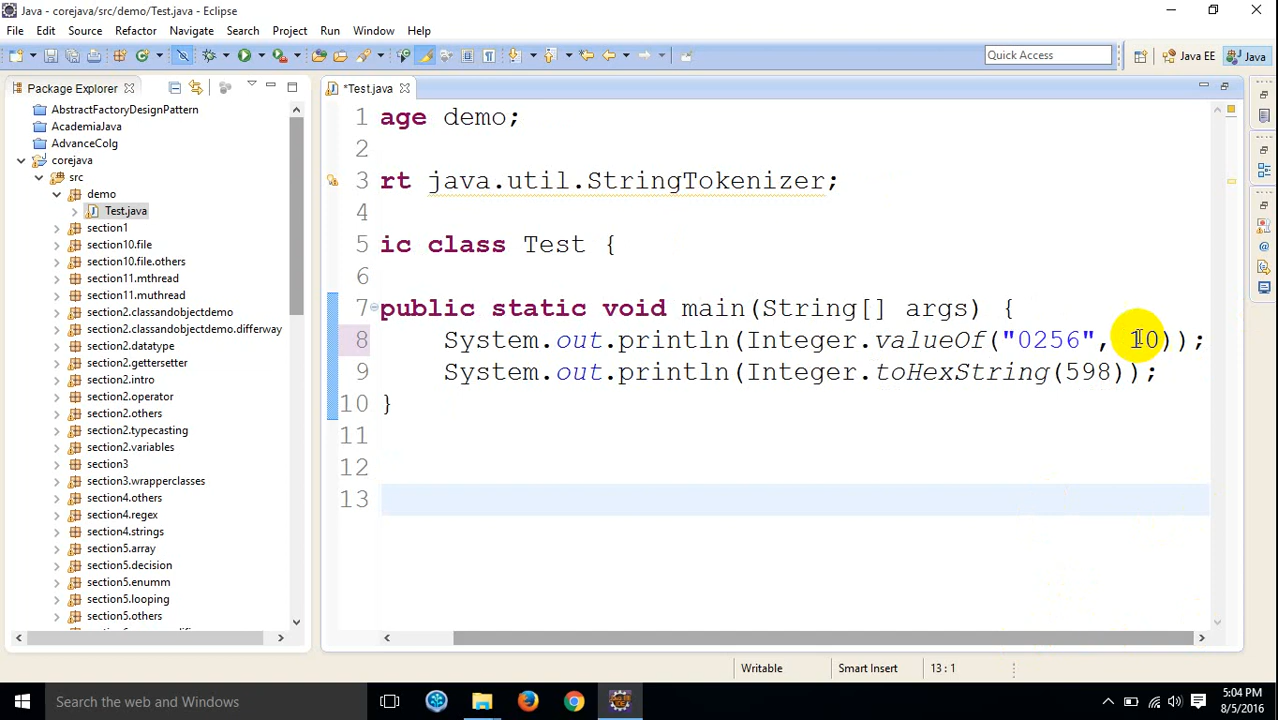 Java - corejava/src/demo/Test.java - Eclipse
File Edit Source Refactor Navigate Search Project Run Window Help
Quick Access
Java EE
Java
Package Explorer
*Test.java
AbstractFactoryDesignPattern
AcademiaJava
AdvanceColg
corejava
src
demo
Test.java
section1
section10.file
section10.file.others
section11.mthread
section11.muthread
section2.classandobjectdemo
section2.classandobjectdemo.differway
section2.datatype
section2.gettersetter
section2.intro
section2.operator
section2.others
section2.typecasting
section2.variables
section3
section3.wrapperclasses
section4.others
section4.regex
section4.strings
section5.array
section5.decision
section5.enumm
section5.looping
section5.others
1 age demo;
2
3 rt java.util.StringTokenizer;
4
5 ic class Test {
6
7 public static void main(String[] args) {
8 System.out.println(Integer.valueOf("0256", 10));
9 System.out.println(Integer.toHexString(598));
10 }
11
12
13
Writable
Smart Insert
13 : 1
Search the web and Windows
5:04 PM
8/5/2016